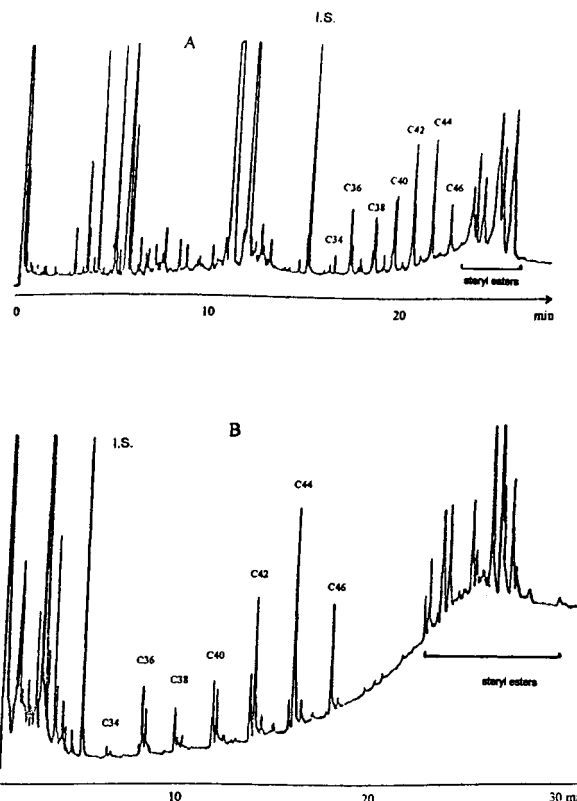 I.S.
A
C42
C44
C36
C40
C46
C38
C34
steryl esters
0
10
20
min
B
I.S.
C44
C42
C46
C36
C40
C38
C34
steryl esters
10
20
30 m